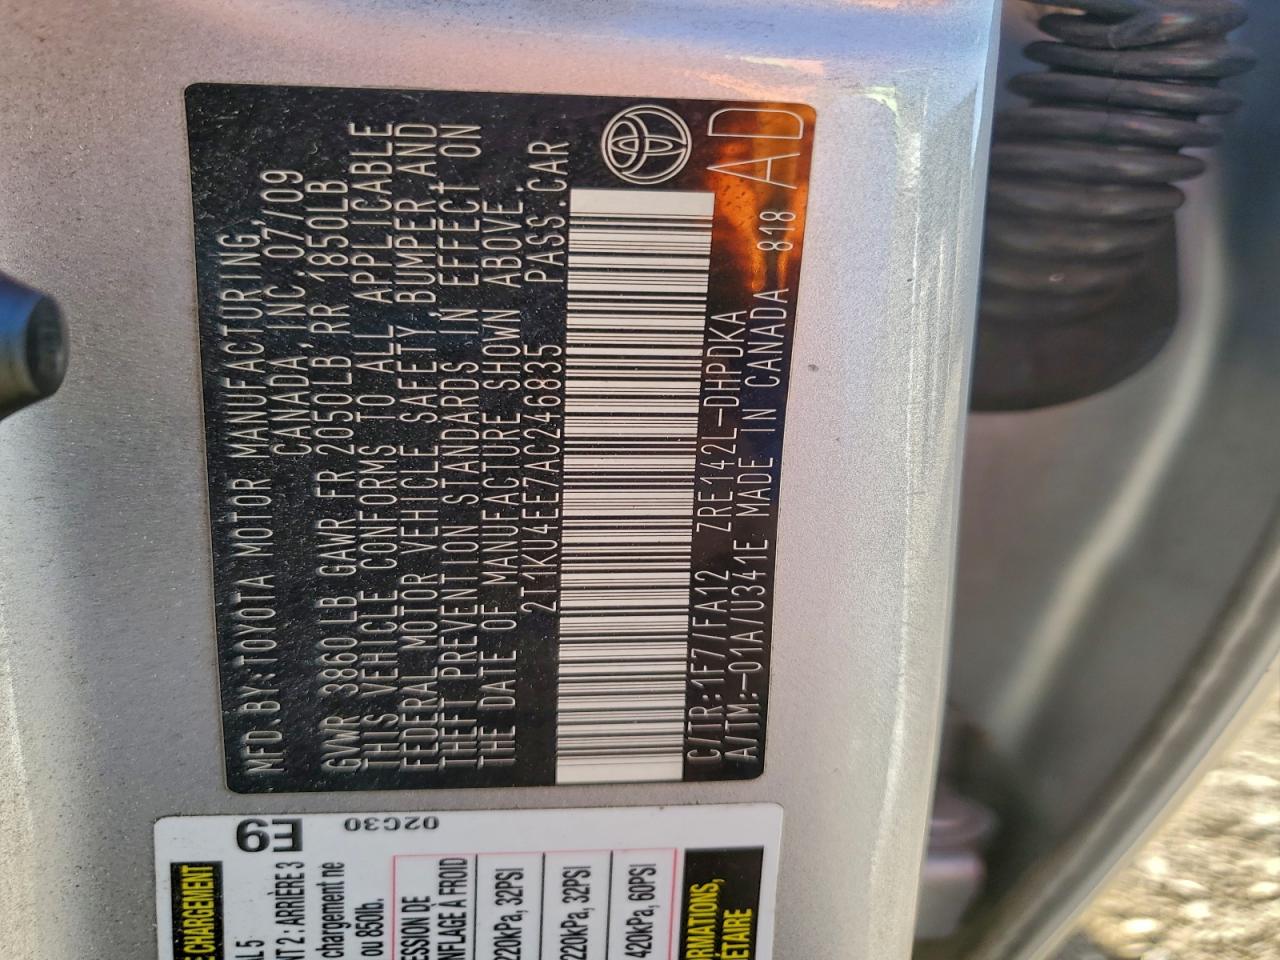 MFD.BY:TOYOTA MOTOR MANUFACTURING,
CANADA,INC.07/09
GVWR 3860LB GAWR FR 2050LB RR 1850LB
THIS VEHICLE CONFORMS TO ALL APPLICABLE
FEDERAL MOTOR VEHICLE SAFETY,BUMPER,AND
THEFT PREVENTION STANDARDS IN EFFECT ON
THE DATE OF MANUFACTURE SHOWN ABOVE.
2T1KU4EE7AC246835 PASS.CAR
C/TR:1F7/FA12 ZRE142L-DHPDKA
A/TM:-01A/U341E MADE IN CANADA 818 AD
E9
02C30
E CHARGEMENT
AL 5
NT 2 : ARRIÈRE 3
chargement ne
ou 850lb.
ESSION DE
NFLAGE À FROID
220kPa, 32PSI
220kPa, 32PSI
420kPa, 60PSI
RMATIONS,
ÉTAIRE